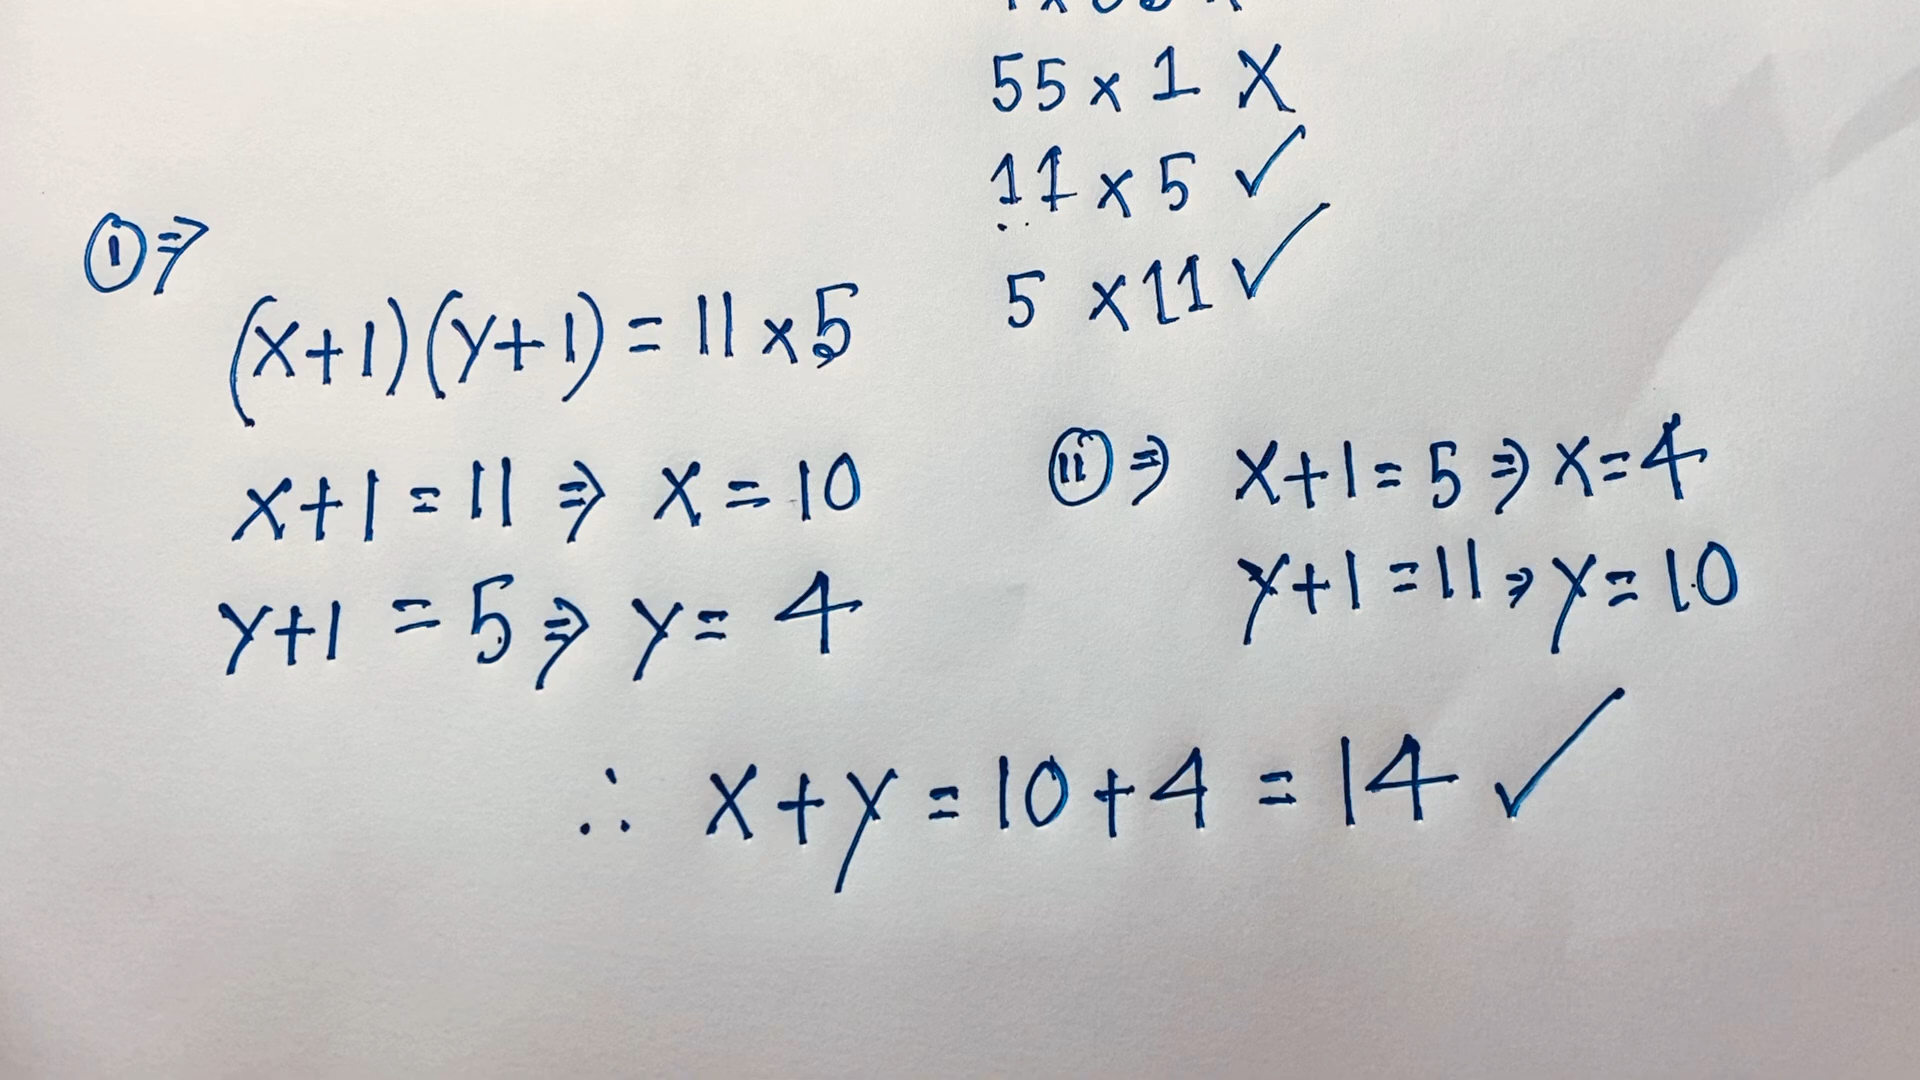 55 x 1 X
11 x 5 ✓
5 x 11 ✓
ⓘ ⇒
(x+1)(y+1) = 11 x 5
x+1 = 11 ⇒ x = 10
y+1 = 5 ⇒ y = 4
ⅱ ⇒ x+1 = 5 ⇒ x = 4
y+1 = 11 ⇒ y = 10
∴ x + y = 10 + 4 = 14 ✓